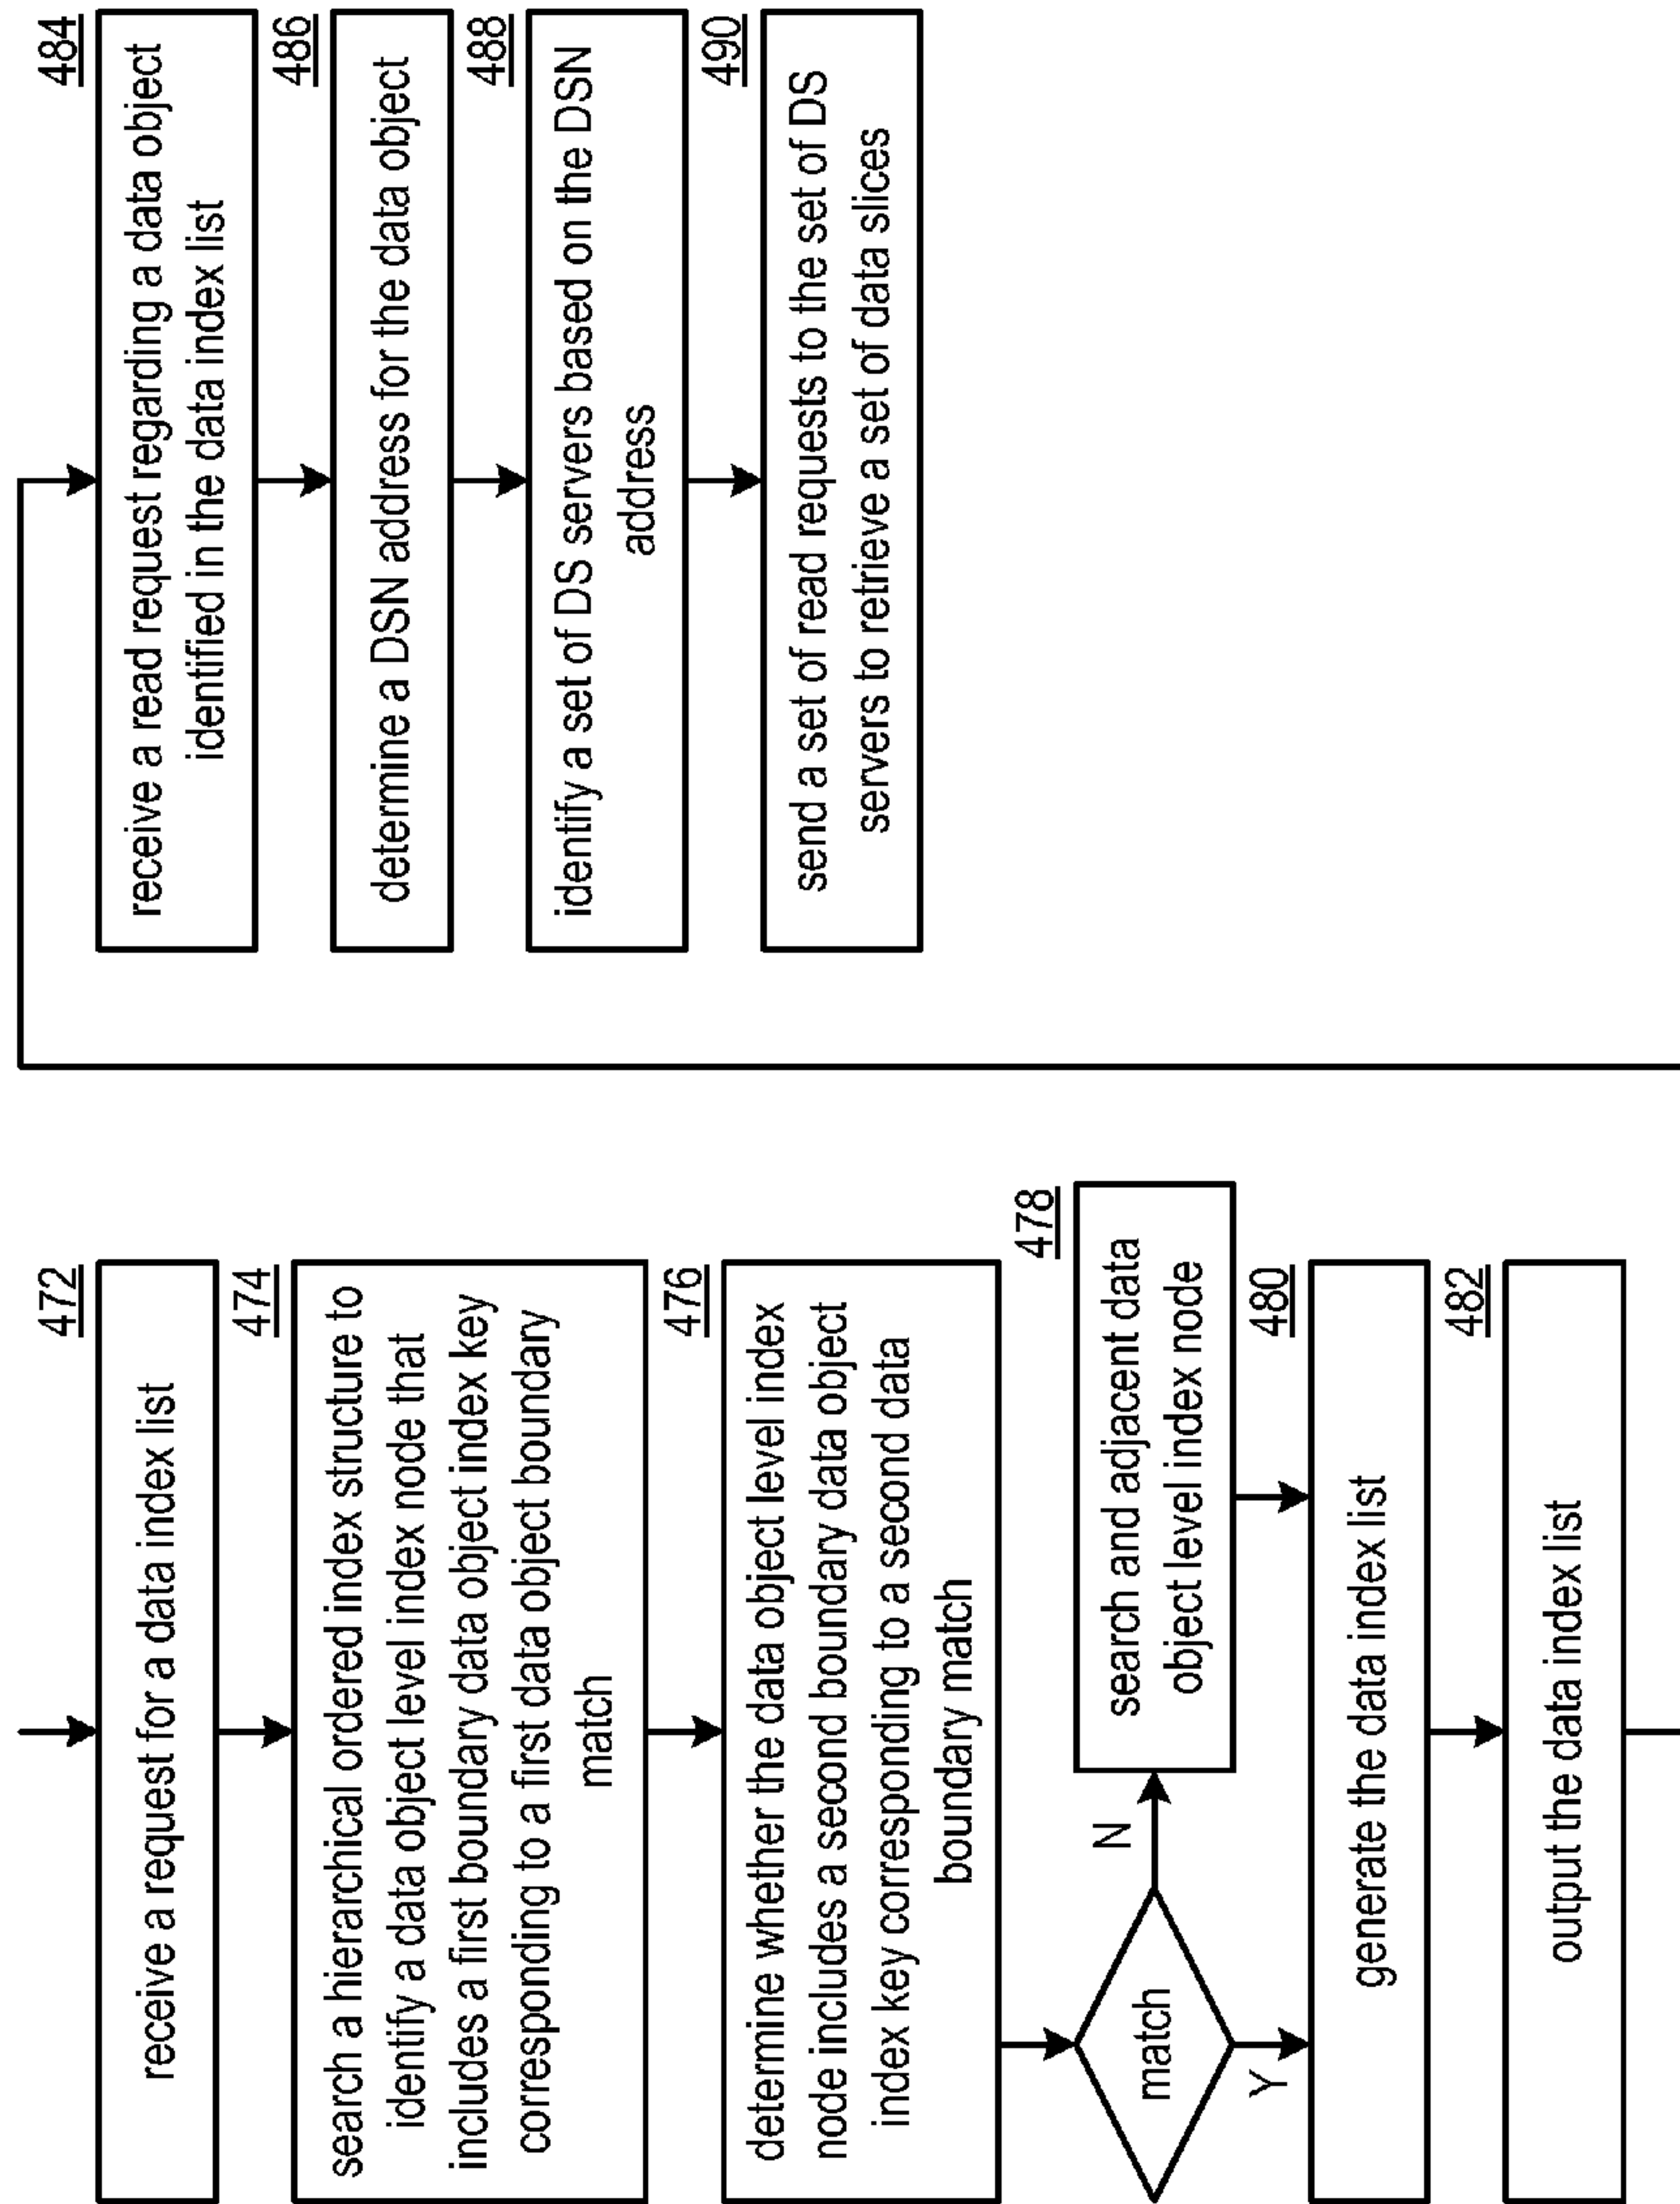 472
receive a request for a data index list
474
search a hierarchical ordered index structure to
identify a data object level index node that
includes a first boundary data object index key
corresponding to a first data object boundary
match
476
determine whether the data object level index
node includes a second boundary data object
index key corresponding to a second data
boundary match
match
N
Y
478
search and adjacent data
object level index node
480
generate the data index list
482
output the data index list
484
receive a read request regarding a data object
identified in the data index list
486
determine a DSN address for the data object
488
identify a set of DS servers based on the DSN
address
490
send a set of read requests to the set of DS
servers to retrieve a set of data slices